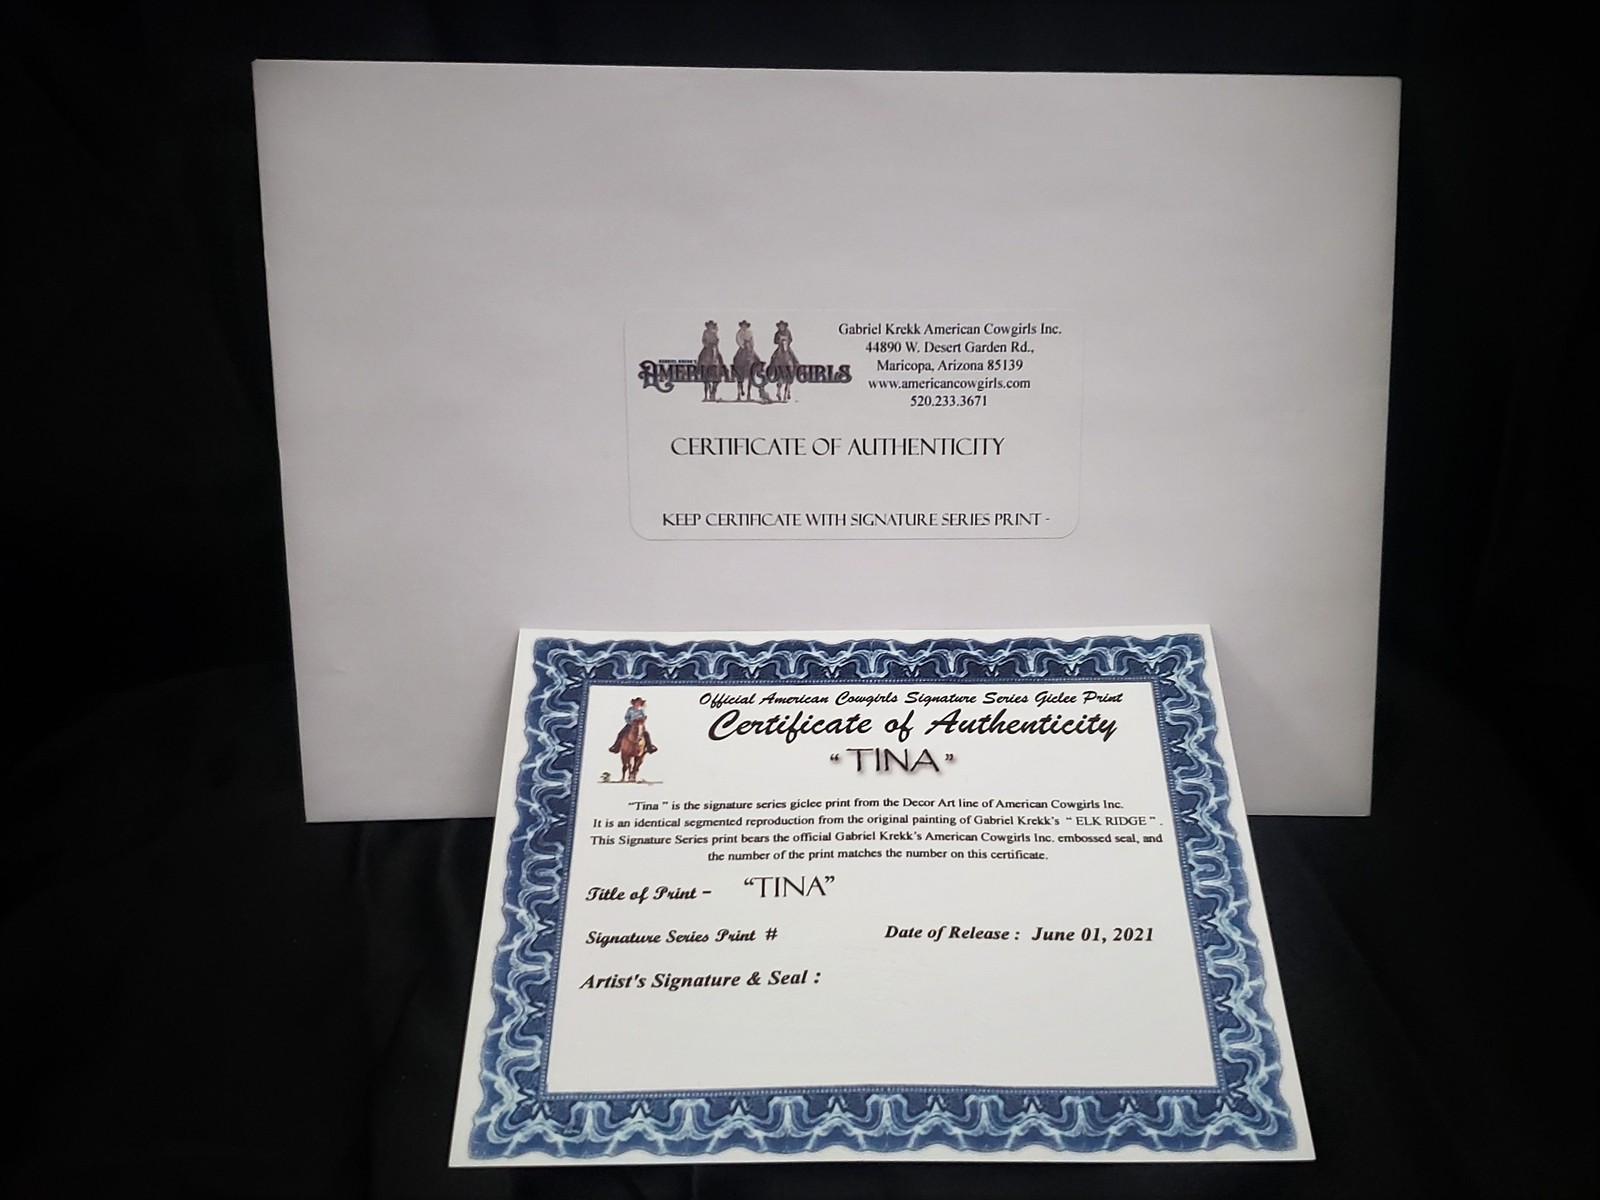 GABRIEL KREKK'S
AMERICAN COWGIRLS
Gabriel Krekk American Cowgirls Inc.
44890 W. Desert Garden Rd.,
Maricopa, Arizona 85139
www.americancowgirls.com
520.233.3671
CERTIFICATE OF AUTHENTICITY
KEEP CERTIFICATE WITH SIGNATURE SERIES PRINT -
Official American Cowgirls Signature Series Giclee Print
Certificate of Authenticity
“TINA”
“Tina ” is the signature series giclee print from the Decor Art line of American Cowgirls Inc.
It is an identical segmented reproduction from the original painting of Gabriel Krekk’s “ ELK RIDGE ” .
This Signature Series print bears the official Gabriel Krekk’s American Cowgirls Inc. embossed seal, and
the number of the print matches the number on this certificate.
Title of Print – “TINA”
Signature Series Print # Date of Release : June 01, 2021
Artist's Signature & Seal :